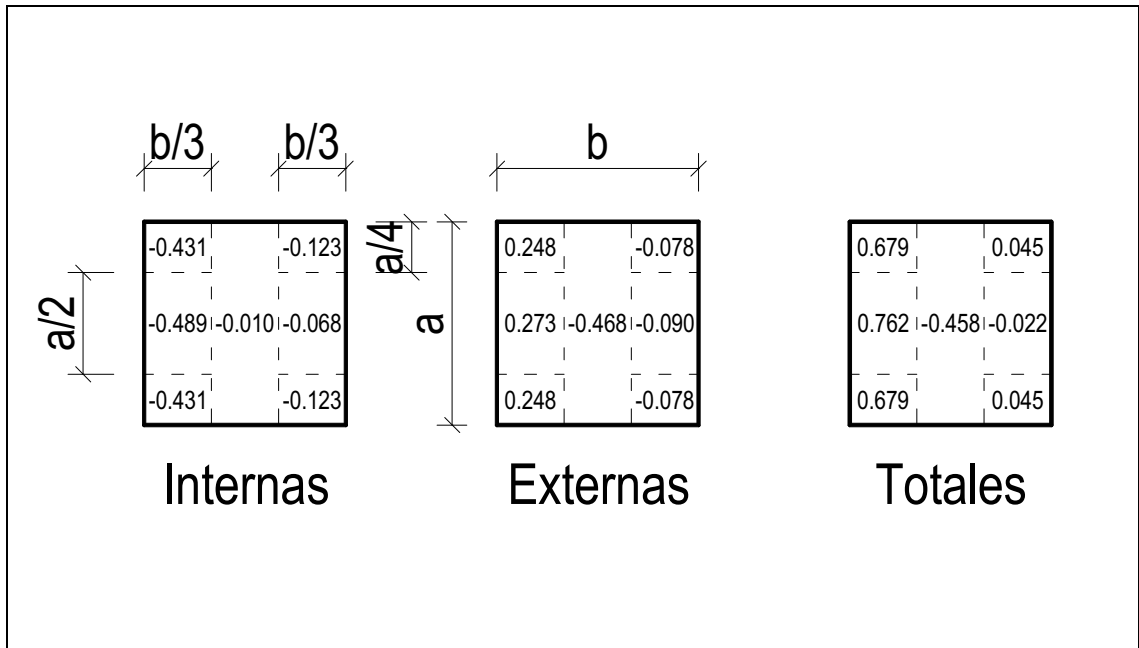 b/3 b/3 b
a/4
-0.431 -0.123 0.248 -0.078 0.679 0.045
a/2 -0.489 -0.010 -0.068 a 0.273 -0.468 -0.090 0.762 -0.458 -0.022
-0.431 -0.123 0.248 -0.078 0.679 0.045
Internas Externas Totales